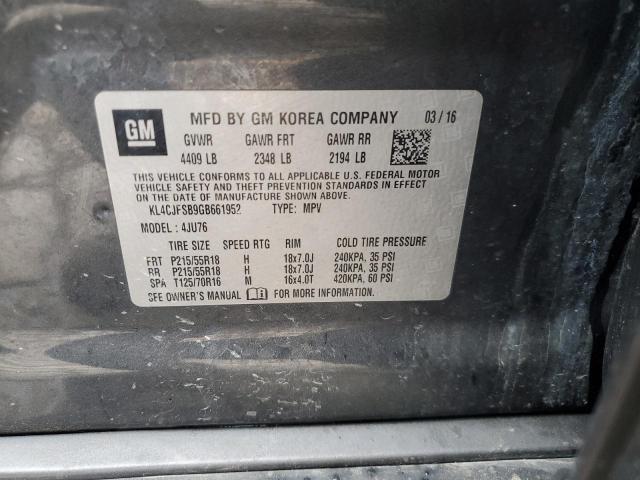 GM MFD BY GM KOREA COMPANY 03/16
GVWR GAWR FRT GAWR RR
4409 LB 2348 LB 2194 LB
THIS VEHICLE CONFORMS TO ALL APPLICABLE U.S. FEDERAL MOTOR
VEHICLE SAFETY AND THEFT PREVENTION STANDARDS IN EFFECT ON
THE DATE OF MANUFACTURE SHOWN ABOVE.
KL4CJFSB9GB661952 TYPE: MPV
MODEL : 4JU76
TIRE SIZE SPEED RTG RIM COLD TIRE PRESSURE
FRT P215/55R18 H 18x7.0J 240KPA, 35 PSI
RR P215/55R18 H 18x7.0J 240KPA, 35 PSI
SPA T125/70R16 M 16x4.0T 420KPA, 60 PSI
SEE OWNER'S MANUAL FOR MORE INFORMATION.